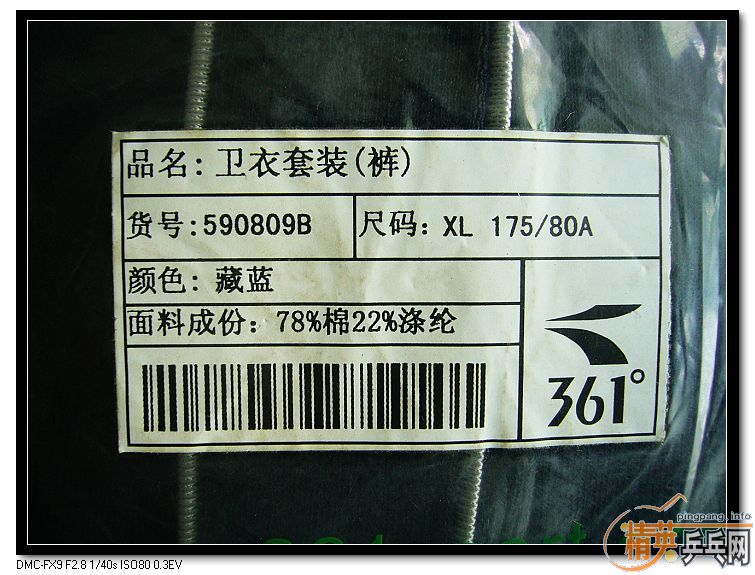 品名: 卫衣套装(裤)
货号:590809B 尺码: XL 175/80A
颜色: 藏蓝
面料成份: 78%棉22%涤纶
361°
pingpang.info
精英乒乓网
DMC-FX9 F2.8 1/40s ISO80 0.3EV